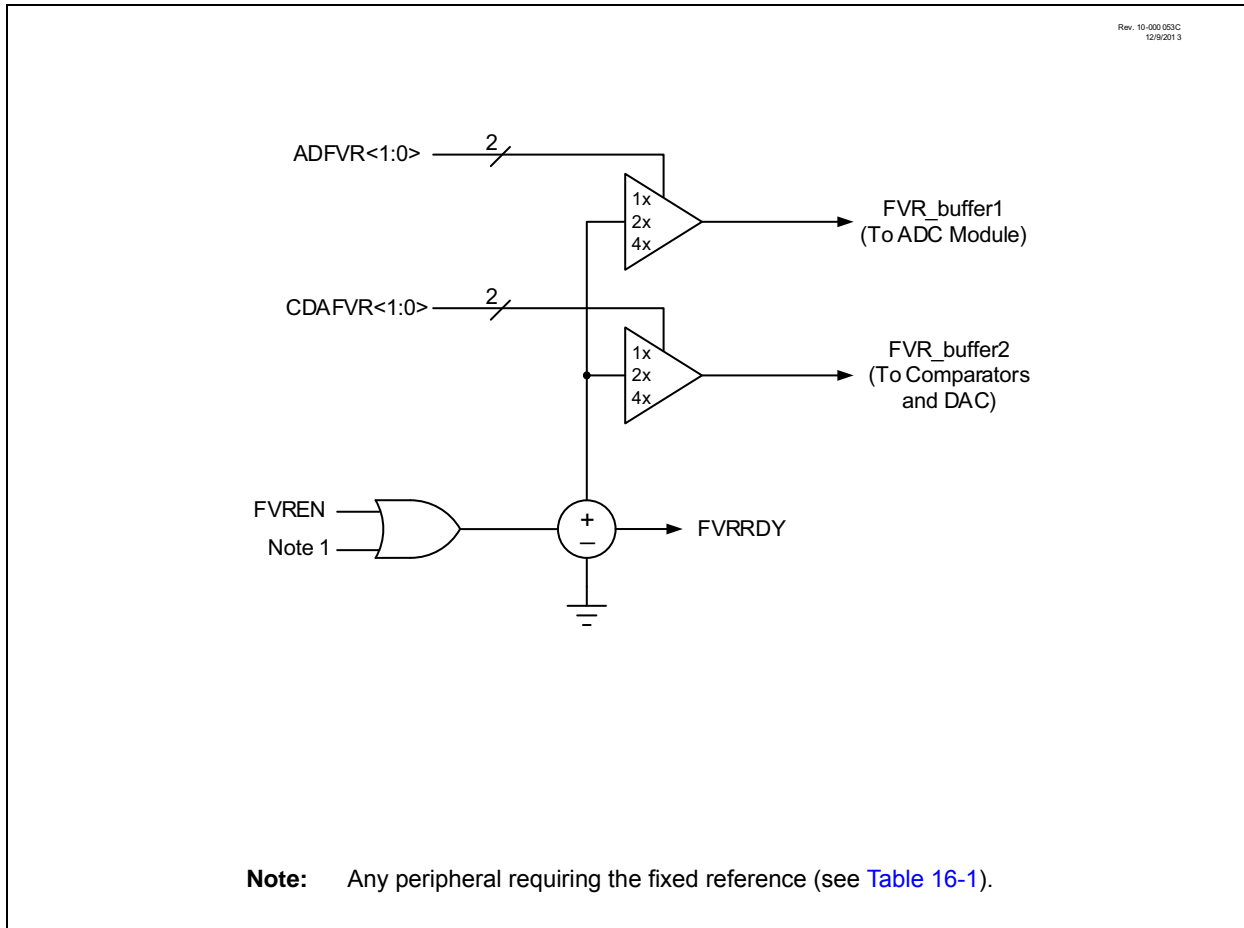 Rev. 10-000 053C
12/9/201 3
ADFVR<1:0>
2
1x
2x
4x
FVR_buffer1
(To ADC Module)
CDAFVR<1:0>
2
1x
2x
4x
FVR_buffer2
(To Comparators
and DAC)
FVREN
Note 1
+
−
FVRRDY
Note: Any peripheral requiring the fixed reference (see Table 16-1).